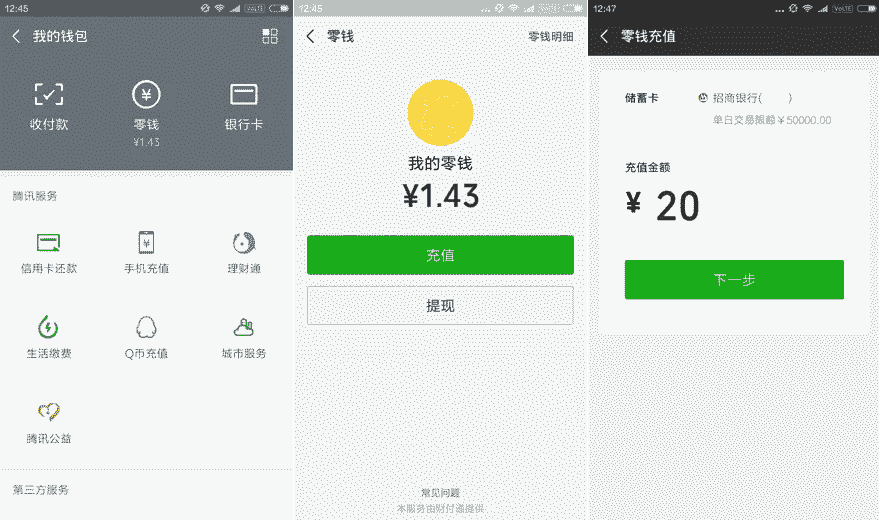 12:45
VoLTE
我的钱包
收付款
零钱
¥1.43
银行卡
腾讯服务
信用卡还款
手机充值
理财通
生活缴费
Q币充值
城市服务
腾讯公益
第三方服务
12:45
VoLTE
零钱
零钱明细
我的零钱
¥1.43
充值
提现
常见问题
本服务由财付通提供
12:47
VoLTE
零钱充值
储蓄卡
招商银行( )
单日交易限额¥50000.00
充值金额
¥ 20
下一步